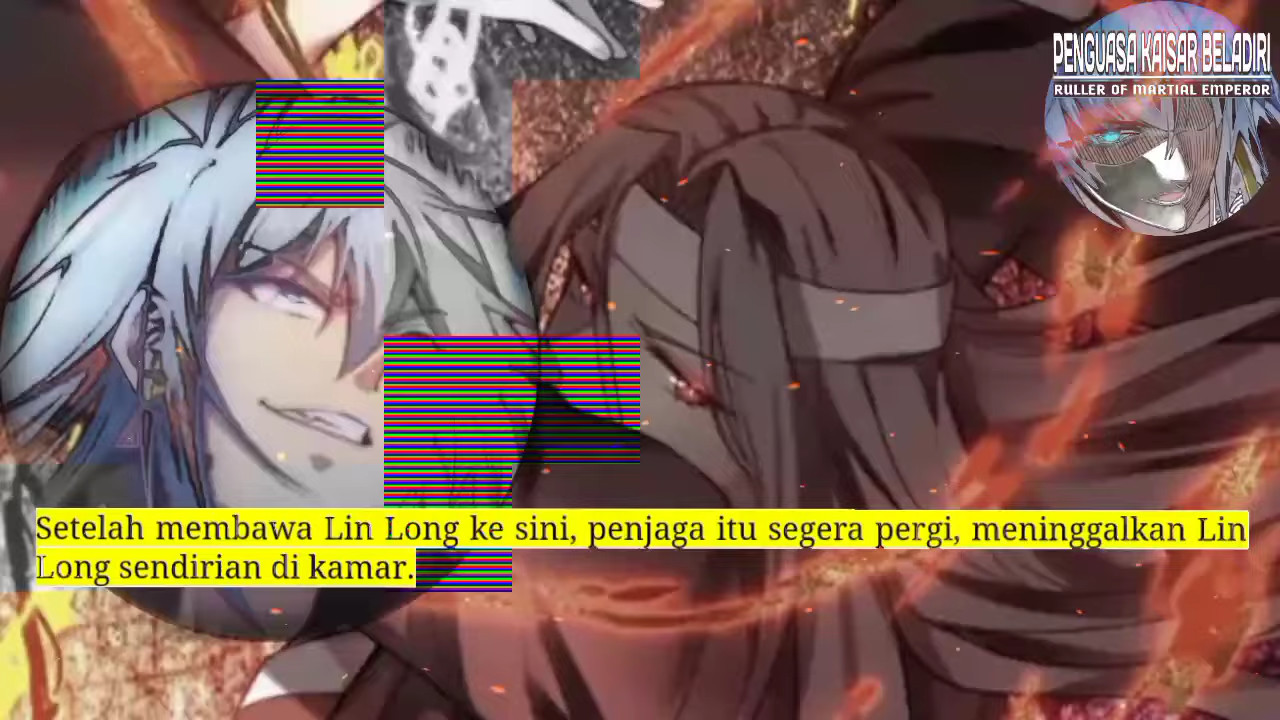 PENGUASA KAISAR BELADIRI
RULLER OF MARTIAL EMPEROR
Setelah membawa Lin Long ke sini, penjaga itu segera pergi, meninggalkan Lin
Long sendirian di kamar.